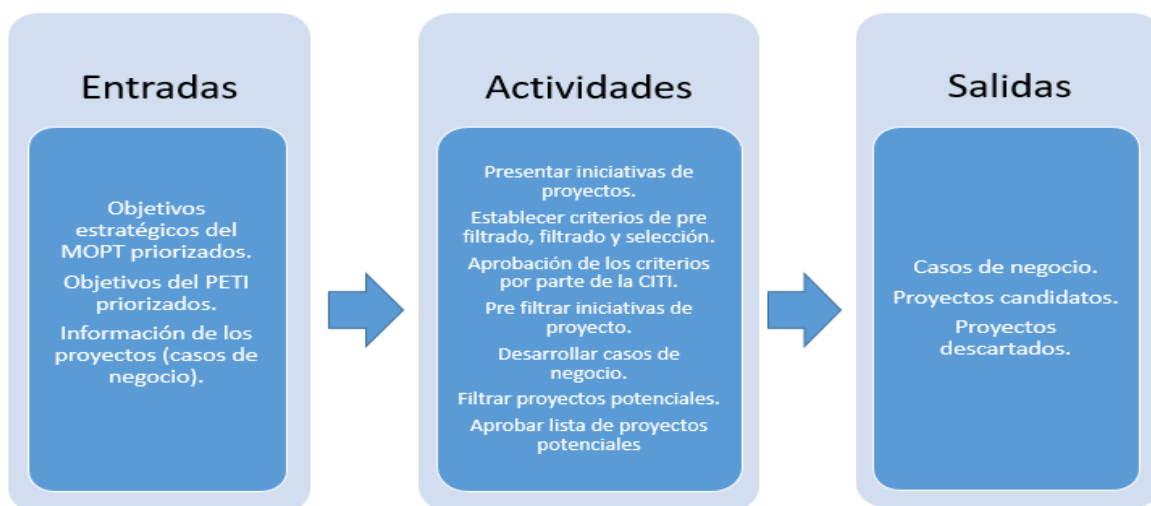 Entradas
Objetivos
estratégicos del
MOPT priorizados.
Objetivos del PETI
priorizados.
Información de los
proyectos (casos de
negocio).
Actividades
Presentar iniciativas de
proyectos.
Establecer criterios de pre
filtrado, filtrado y selección.
Aprobación de los criterios
por parte de la CITI.
Pre filtrar iniciativas de
proyecto.
Desarrollar casos de
negocio.
Filtrar proyectos potenciales.
Aprobar lista de proyectos
potenciales
Salidas
Casos de negocio.
Proyectos candidatos.
Proyectos
descartados.